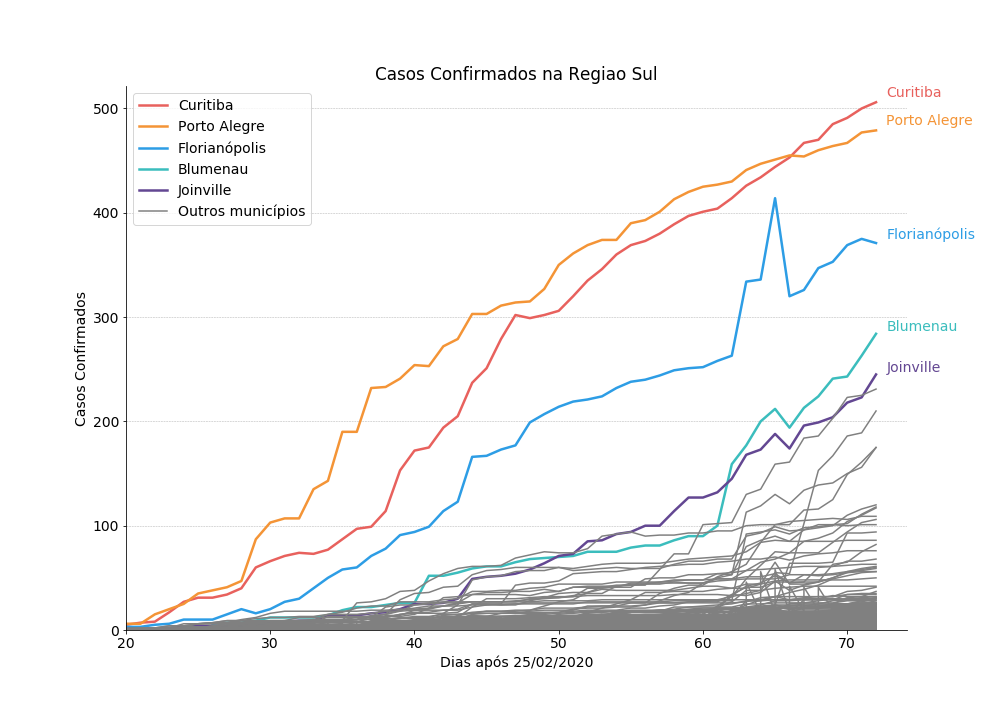 Casos Confirmados na Regiao Sul
Curitiba
Porto Alegre
Florianópolis
Blumenau
Joinville
Outros municípios
Curitiba
Porto Alegre
Florianópolis
Blumenau
Joinville
Casos Confirmados
500
400
300
200
100
0
20
30
40
50
60
70
Dias após 25/02/2020